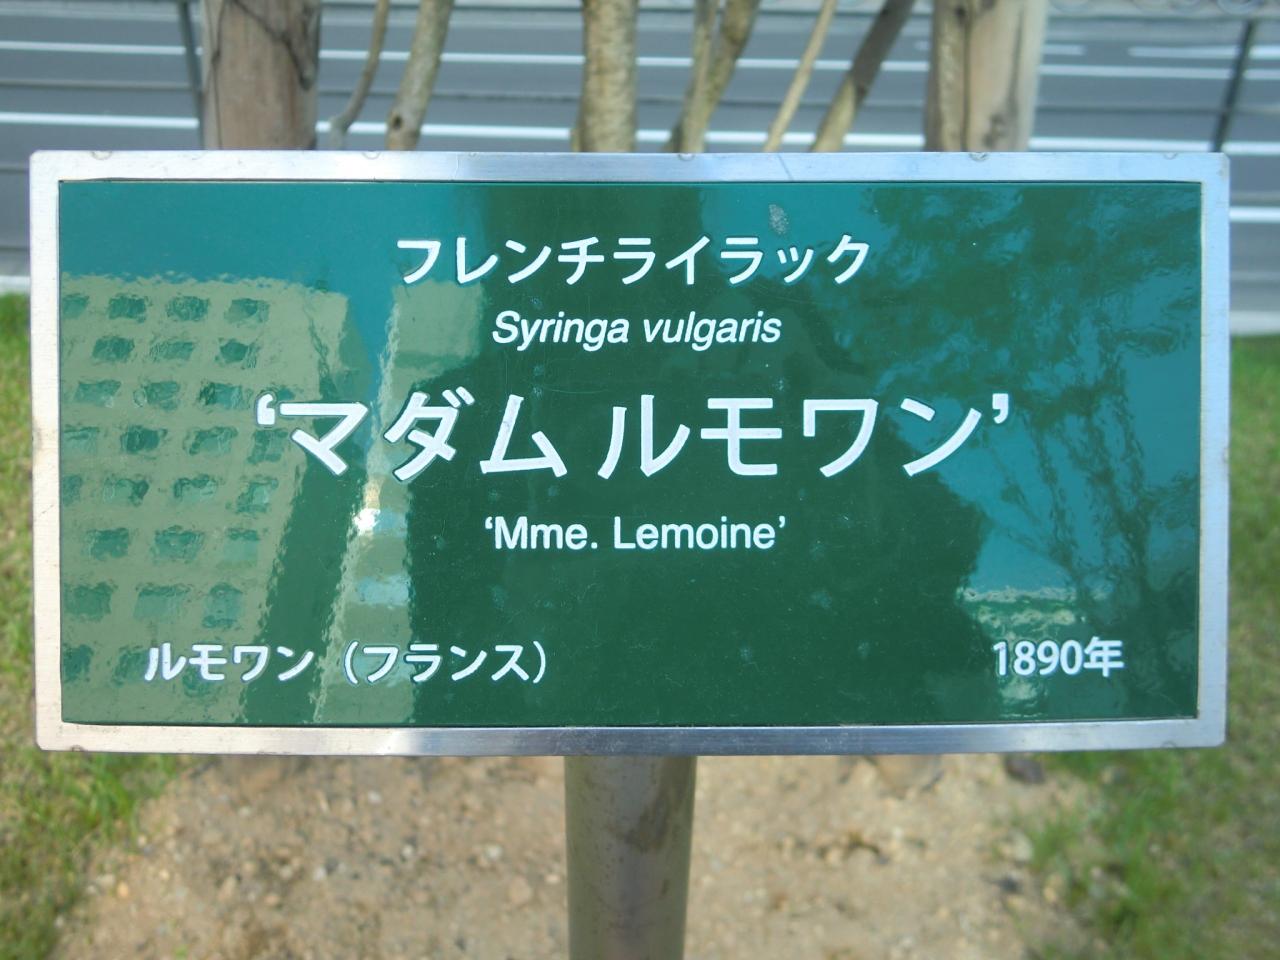 フレンチライラック
Syringa vulgaris
‘マダム ルモワン’
‘Mme. Lemoine’
ルモワン（フランス） 1890年